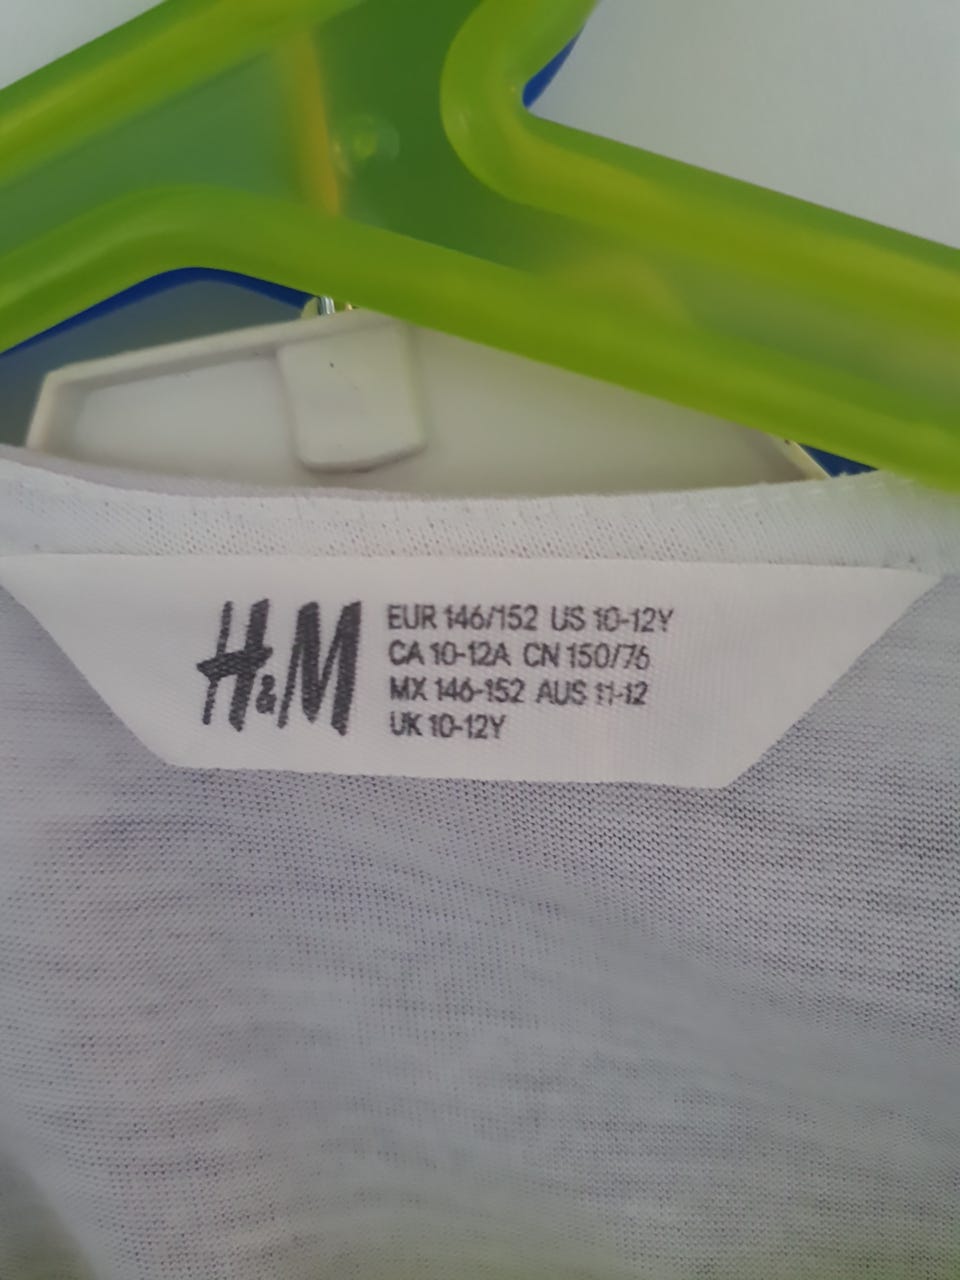 H&M
EUR 146/152 US 10-12Y
CA 10-12A CN 150/76
MX 146-152 AUS 11-12
UK 10-12Y